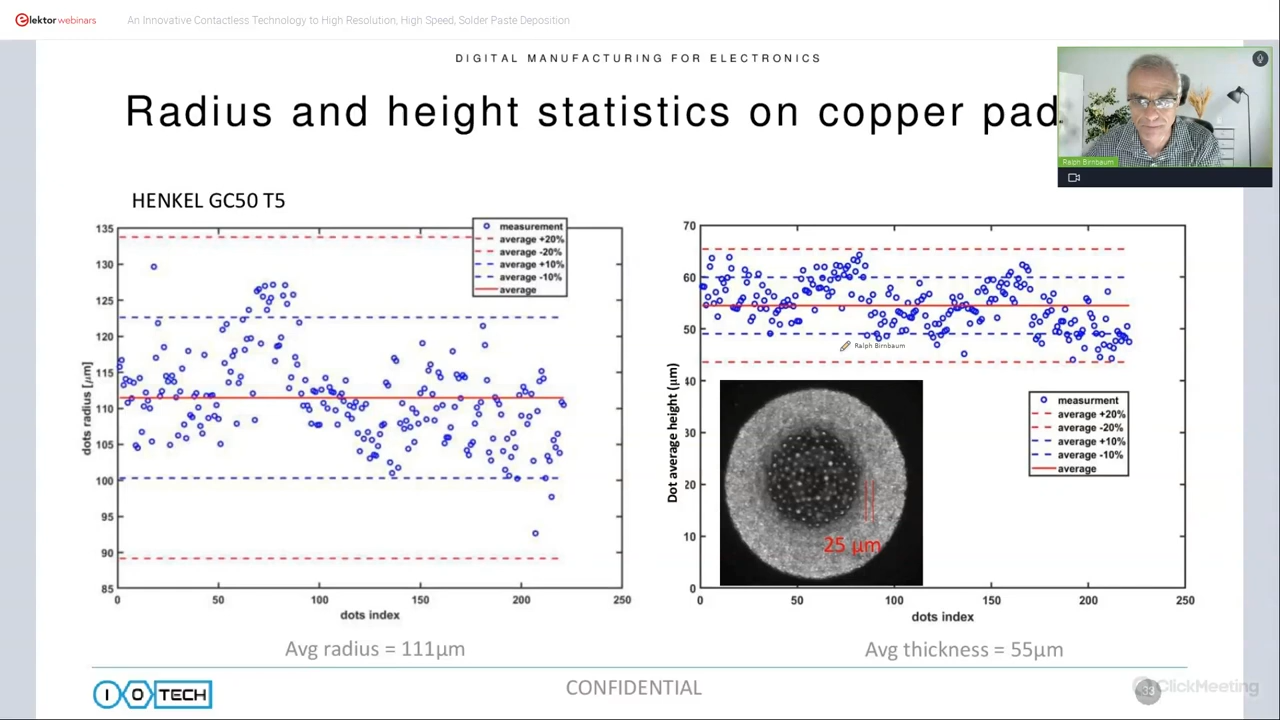 elektor webinars An Innovative Contactless Technology to High Resolution, High Speed, Solder Paste Deposition
DIGITAL MANUFACTURING FOR ELECTRONICS
Radius and height statistics on copper pad
Ralph Birnbaum
HENKEL GC50 T5
135
130
125
120
115
110
105
100
95
90
85
dots radius [μm]
measurement
average +20%
average -20%
average +10%
average -10%
average
0 50 100 150 200 250
dots index
Avg radius = 111μm
70
60
50
40
30
20
10
0
Dot average height (μm)
Ralph Birnbaum
measurment
average +20%
average -20%
average +10%
average -10%
average
25 μm
0 50 100 150 200 250
dots index
Avg thickness = 55μm
I O TECH
CONFIDENTIAL
33
ClickMeeting